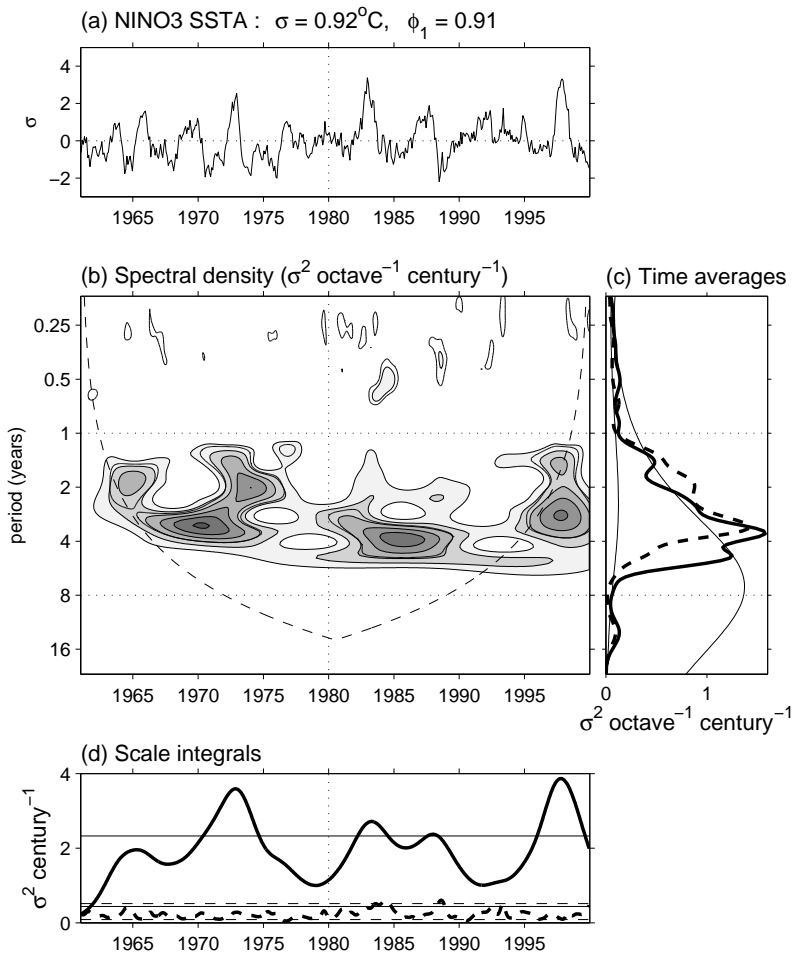 (a) NINO3 SSTA : σ = 0.92°C, ϕ₁ = 0.91
4
2
0
−2
σ
1965 1970 1975 1980 1985 1990 1995
(b) Spectral density (σ² octave⁻¹ century⁻¹)
(c) Time averages
0.25
0.5
1
2
4
8
16
period (years)
1965 1970 1975 1980 1985 1990 1995
0 1
σ² octave⁻¹ century⁻¹
(d) Scale integrals
4
2
0
σ² century⁻¹
1965 1970 1975 1980 1985 1990 1995